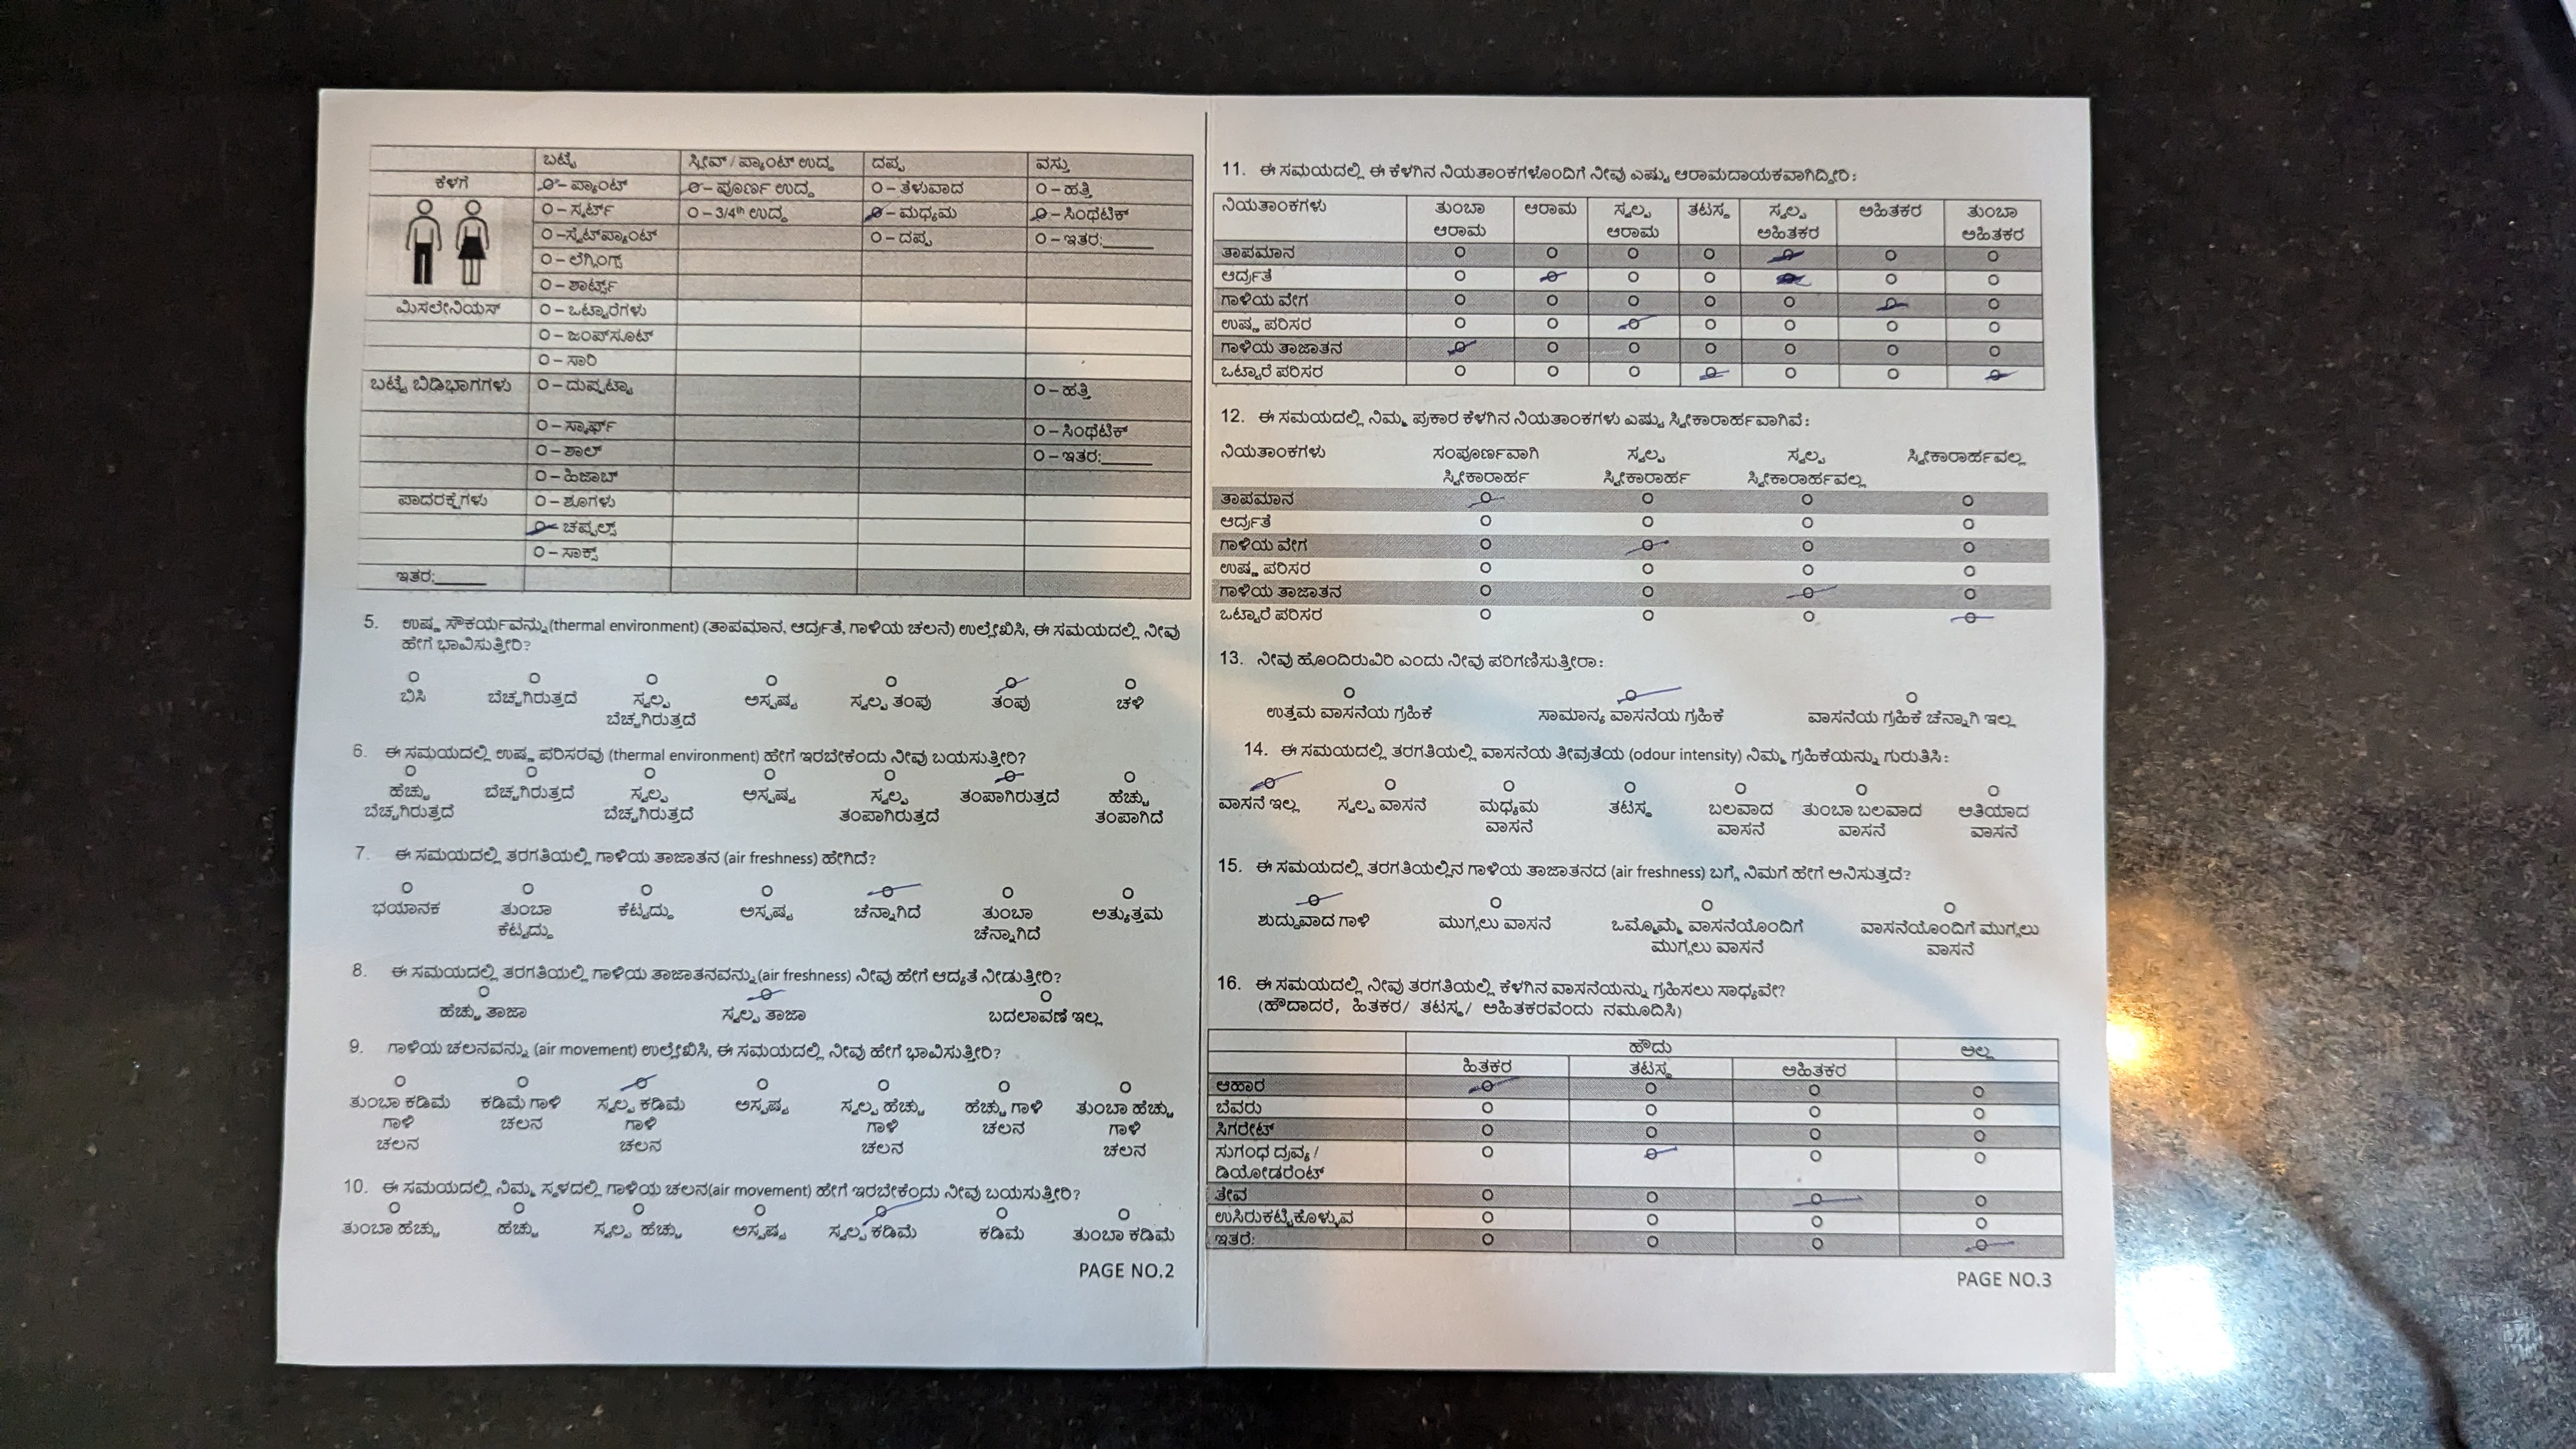 ಬಟ್ಟೆ ಸ್ಲೀವ್ / ಪ್ಯಾಂಟ್ ಉದ್ದ ದಪ್ಪ ವಸ್ತು
ಕೆಳಗೆ O – ಪ್ಯಾಂಟ್ O – ಪೂರ್ಣ ಉದ್ದ O – ತೆಳುವಾದ O – ಹತ್ತಿ
O – ಸ್ಕರ್ಟ್ O – 3/4th ಉದ್ದ O – ಮಧ್ಯಮ O – ಸಿಂಥೆಟಿಕ್
O –ಸ್ವೆಟ್‌ಪ್ಯಾಂಟ್ O – ದಪ್ಪ O – ಇತರ:______
O – ಲೆಗ್ಗಿಂಗ್ಸ್
O – ಶಾರ್ಟ್ಸ್
ಮಿಸಲೇನಿಯಸ್ O – ಒಟ್ಟಾರೆಗಳು
O – ಜಂಪ್‌ಸೂಟ್
O – ಸಾರಿ
ಬಟ್ಟೆ ಬಿಡಿಭಾಗಗಳು O – ದುಪ್ಪಟ್ಟಾ O – ಹತ್ತಿ
O – ಸ್ಕಾರ್ಫ್ O – ಸಿಂಥೆಟಿಕ್
O – ಶಾಲ್ O – ಇತರ:______
O – ಹಿಜಾಬ್
ಪಾದರಕ್ಷೆಗಳು O – ಶೂಗಳು
O – ಚಪ್ಪಲ್ಸ್
O – ಸಾಕ್ಸ್
ಇತರ:______
5. ಉಷ್ಣ ಸೌಕರ್ಯವನ್ನು(thermal environment) (ತಾಪಮಾನ, ಆರ್ದ್ರತೆ, ಗಾಳಿಯ ಚಲನೆ) ಉಲ್ಲೇಖಿಸಿ, ಈ ಸಮಯದಲ್ಲಿ ನೀವು
ಹೇಗೆ ಭಾವಿಸುತ್ತೀರಿ?
O O O O O O O
ಬಿಸಿ ಬೆಚ್ಚಗಿರುತ್ತದೆ ಸ್ವಲ್ಪ ಅಸ್ಪಷ್ಟ ಸ್ವಲ್ಪ ತಂಪು ತಂಪು ಚಳಿ
ಬೆಚ್ಚಗಿರುತ್ತದೆ
6. ಈ ಸಮಯದಲ್ಲಿ ಉಷ್ಣ ಪರಿಸರವು (thermal environment) ಹೇಗೆ ಇರಬೇಕೆಂದು ನೀವು ಬಯಸುತ್ತೀರಿ?
O O O O O O O
ಹೆಚ್ಚು ಬೆಚ್ಚಗಿರುತ್ತದೆ ಸ್ವಲ್ಪ ಅಸ್ಪಷ್ಟ ಸ್ವಲ್ಪ ತಂಪಾಗಿರುತ್ತದೆ ಹೆಚ್ಚು
ಬೆಚ್ಚಗಿರುತ್ತದೆ ಬೆಚ್ಚಗಿರುತ್ತದೆ ತಂಪಾಗಿರುತ್ತದೆ ತಂಪಾಗಿದೆ
7. ಈ ಸಮಯದಲ್ಲಿ ತರಗತಿಯಲ್ಲಿ ಗಾಳಿಯ ತಾಜಾತನ (air freshness) ಹೇಗಿದೆ?
O O O O O O O
ಭಯಾನಕ ತುಂಬಾ ಕೆಟ್ಟದ್ದು ಅಸ್ಪಷ್ಟ ಚೆನ್ನಾಗಿದೆ ತುಂಬಾ ಅತ್ಯುತ್ತಮ
ಕೆಟ್ಟದ್ದು ಚೆನ್ನಾಗಿದೆ
8. ಈ ಸಮಯದಲ್ಲಿ ತರಗತಿಯಲ್ಲಿ ಗಾಳಿಯ ತಾಜಾತನವನ್ನು(air freshness) ನೀವು ಹೇಗೆ ಆದ್ಯತೆ ನೀಡುತ್ತೀರಿ?
O O O
ಹೆಚ್ಚು ತಾಜಾ ಸ್ವಲ್ಪ ತಾಜಾ ಬದಲಾವಣೆ ಇಲ್ಲ
9. ಗಾಳಿಯ ಚಲನವನ್ನು (air movement) ಉಲ್ಲೇಖಿಸಿ, ಈ ಸಮಯದಲ್ಲಿ ನೀವು ಹೇಗೆ ಭಾವಿಸುತ್ತೀರಿ?
O O O O O O O
ತುಂಬಾ ಕಡಿಮೆ ಕಡಿಮೆ ಗಾಳಿ ಸ್ವಲ್ಪ ಕಡಿಮೆ ಅಸ್ಪಷ್ಟ ಸ್ವಲ್ಪ ಹೆಚ್ಚು ಹೆಚ್ಚು ಗಾಳಿ ತುಂಬಾ ಹೆಚ್ಚು
ಗಾಳಿ ಚಲನ ಗಾಳಿ ಗಾಳಿ ಚಲನ ಗಾಳಿ
ಚಲನ ಚಲನ ಚಲನ ಚಲನ
10. ಈ ಸಮಯದಲ್ಲಿ ನಿಮ್ಮ ಸ್ಥಳದಲ್ಲಿ ಗಾಳಿಯ ಚಲನ(air movement) ಹೇಗೆ ಇರಬೇಕೆಂದು ನೀವು ಬಯಸುತ್ತೀರಿ?
O O O O O O O
ತುಂಬಾ ಹೆಚ್ಚು ಹೆಚ್ಚು ಸ್ವಲ್ಪ ಹೆಚ್ಚು ಅಸ್ಪಷ್ಟ ಸ್ವಲ್ಪ ಕಡಿಮೆ ಕಡಿಮೆ ತುಂಬಾ ಕಡಿಮೆ
PAGE NO.2
11. ಈ ಸಮಯದಲ್ಲಿ ಈ ಕೆಳಗಿನ ನಿಯತಾಂಕಗಳೊಂದಿಗೆ ನೀವು ಎಷ್ಟು ಆರಾಮದಾಯಕವಾಗಿದ್ದೀರಿ:
ನಿಯತಾಂಕಗಳು ತುಂಬಾ ಆರಾಮ ಸ್ವಲ್ಪ ತಟಸ್ಥ ಸ್ವಲ್ಪ ಅಹಿತಕರ ತುಂಬಾ
ಆರಾಮ ಆರಾಮ ಅಹಿತಕರ ಅಹಿತಕರ
ತಾಪಮಾನ O O O O O O O
ಆರ್ದ್ರತೆ O O O O O O O
ಗಾಳಿಯ ವೇಗ O O O O O O O
ಉಷ್ಣ ಪರಿಸರ O O O O O O O
ಗಾಳಿಯ ತಾಜಾತನ O O O O O O O
ಒಟ್ಟಾರೆ ಪರಿಸರ O O O O O O O
12. ಈ ಸಮಯದಲ್ಲಿ ನಿಮ್ಮ ಪ್ರಕಾರ ಕೆಳಗಿನ ನಿಯತಾಂಕಗಳು ಎಷ್ಟು ಸ್ವೀಕಾರಾರ್ಹವಾಗಿವೆ:
ನಿಯತಾಂಕಗಳು ಸಂಪೂರ್ಣವಾಗಿ ಸ್ವಲ್ಪ ಸ್ವಲ್ಪ ಸ್ವೀಕಾರಾರ್ಹವಲ್ಲ
ಸ್ವೀಕಾರಾರ್ಹ ಸ್ವೀಕಾರಾರ್ಹ ಸ್ವೀಕಾರಾರ್ಹವಲ್ಲ
ತಾಪಮಾನ O O O O
ಆರ್ದ್ರತೆ O O O O
ಗಾಳಿಯ ವೇಗ O O O O
ಉಷ್ಣ ಪರಿಸರ O O O O
ಗಾಳಿಯ ತಾಜಾತನ O O O O
ಒಟ್ಟಾರೆ ಪರಿಸರ O O O O
13. ನೀವು ಹೊಂದಿರುವಿರಿ ಎಂದು ನೀವು ಪರಿಗಣಿಸುತ್ತೀರಾ:
O O O
ಉತ್ತಮ ವಾಸನೆಯ ಗ್ರಹಿಕೆ ಸಾಮಾನ್ಯ ವಾಸನೆಯ ಗ್ರಹಿಕೆ ವಾಸನೆಯ ಗ್ರಹಿಕೆ ಚೆನ್ನಾಗಿ ಇಲ್ಲ
14. ಈ ಸಮಯದಲ್ಲಿ ತರಗತಿಯಲ್ಲಿ ವಾಸನೆಯ ತೀವ್ರತೆಯ (odour intensity) ನಿಮ್ಮ ಗ್ರಹಿಕೆಯನ್ನು ಗುರುತಿಸಿ:
O O O O O O O
ವಾಸನೆ ಇಲ್ಲ ಸ್ವಲ್ಪ ವಾಸನೆ ಮಧ್ಯಮ ತಟಸ್ಥ ಬಲವಾದ ತುಂಬಾ ಬಲವಾದ ಅತಿಯಾದ
ವಾಸನೆ ವಾಸನೆ ವಾಸನೆ ವಾಸನೆ
15. ಈ ಸಮಯದಲ್ಲಿ ತರಗತಿಯಲ್ಲಿನ ಗಾಳಿಯ ತಾಜಾತನದ (air freshness) ಬಗ್ಗೆ ನಿಮಗೆ ಹೇಗೆ ಅನಿಸುತ್ತದೆ?
O O O O
ಶುದ್ಧವಾದ ಗಾಳಿ ಮುಗ್ಗಲು ವಾಸನೆ ಒಮ್ಮೊಮ್ಮೆ ವಾಸನೆಯೊಂದಿಗೆ ವಾಸನೆಯೊಂದಿಗೆ ಮುಗ್ಗಲು
ಮುಗ್ಗಲು ವಾಸನೆ ವಾಸನೆ
16. ಈ ಸಮಯದಲ್ಲಿ ನೀವು ತರಗತಿಯಲ್ಲಿ ಕೆಳಗಿನ ವಾಸನೆಯನ್ನು ಗ್ರಹಿಸಲು ಸಾಧ್ಯವೇ?
(ಹೌದಾದರೆ, ಹಿತಕರ/ ತಟಸ್ಥ/ ಅಹಿತಕರವೆಂದು ನಮೂದಿಸಿ)
ಹೌದು ಅಲ್ಲ
ಹಿತಕರ ತಟಸ್ಥ ಅಹಿತಕರ
ಆಹಾರ O O O O
ಬೆವರು O O O O
ಸಿಗರೇಟ್ O O O O
ಸುಗಂಧ ದ್ರವ್ಯ / O O O O
ಡಿಯೋಡರೆಂಟ್
ತೇವ O O O O
ಉಸಿರುಕಟ್ಟಿಕೊಳ್ಳುವ O O O O
ಇತರೆ: O O O O
PAGE NO.3